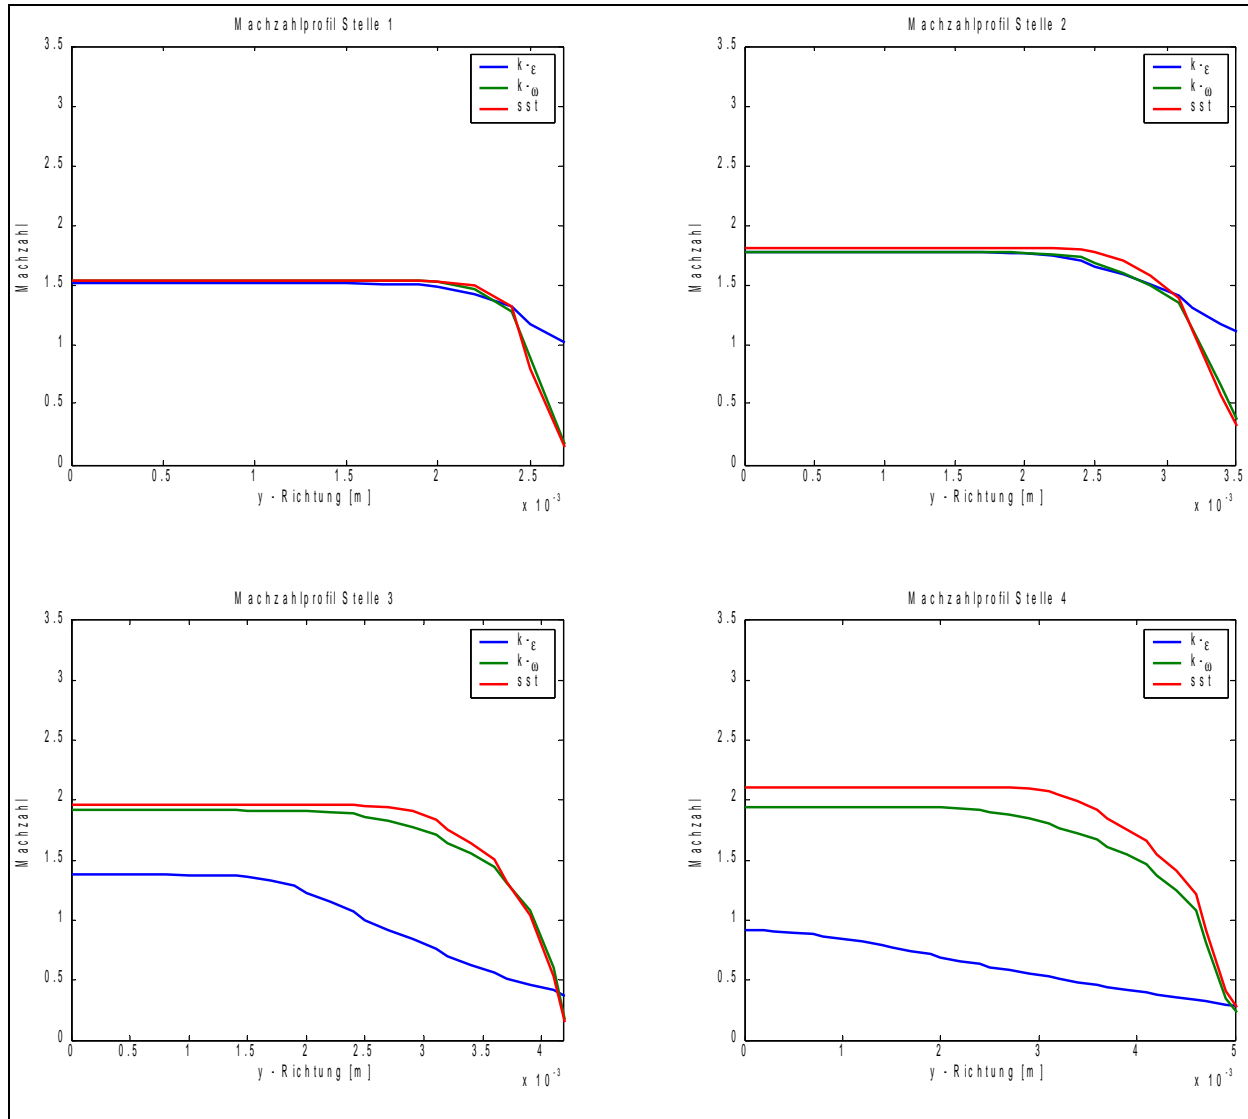 Machzahlprofil Stelle 1
3.5
3
2.5
2
1.5
1
0.5
0
Machzahl
k-ε
k-ω
sst
0 0.5 1 1.5 2 2.5
y - Richtung [m]
x 10^-3
Machzahlprofil Stelle 2
3.5
3
2.5
2
1.5
1
0.5
0
Machzahl
k-ε
k-ω
sst
0 0.5 1 1.5 2 2.5 3 3.5
y - Richtung [m]
x 10^-3
Machzahlprofil Stelle 3
3.5
3
2.5
2
1.5
1
0.5
0
Machzahl
k-ε
k-ω
sst
0 0.5 1 1.5 2 2.5 3 3.5 4
y - Richtung [m]
x 10^-3
Machzahlprofil Stelle 4
3.5
3
2.5
2
1.5
1
0.5
0
Machzahl
k-ε
k-ω
sst
0 1 2 3 4 5
y - Richtung [m]
x 10^-3